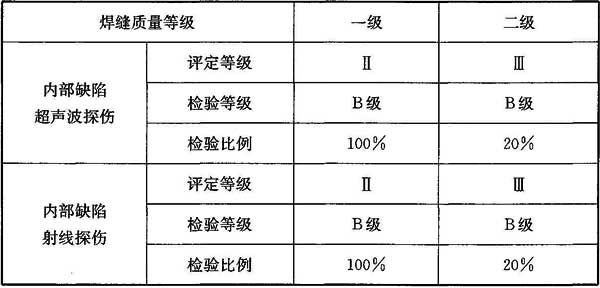 焊缝质量等级 一级 二级
内部缺陷
超声波探伤
评定等级 Ⅱ Ⅲ
检验等级 B级 B级
检验比例 100% 20%
内部缺陷
射线探伤
评定等级 Ⅱ Ⅲ
检验等级 B级 B级
检验比例 100% 20%